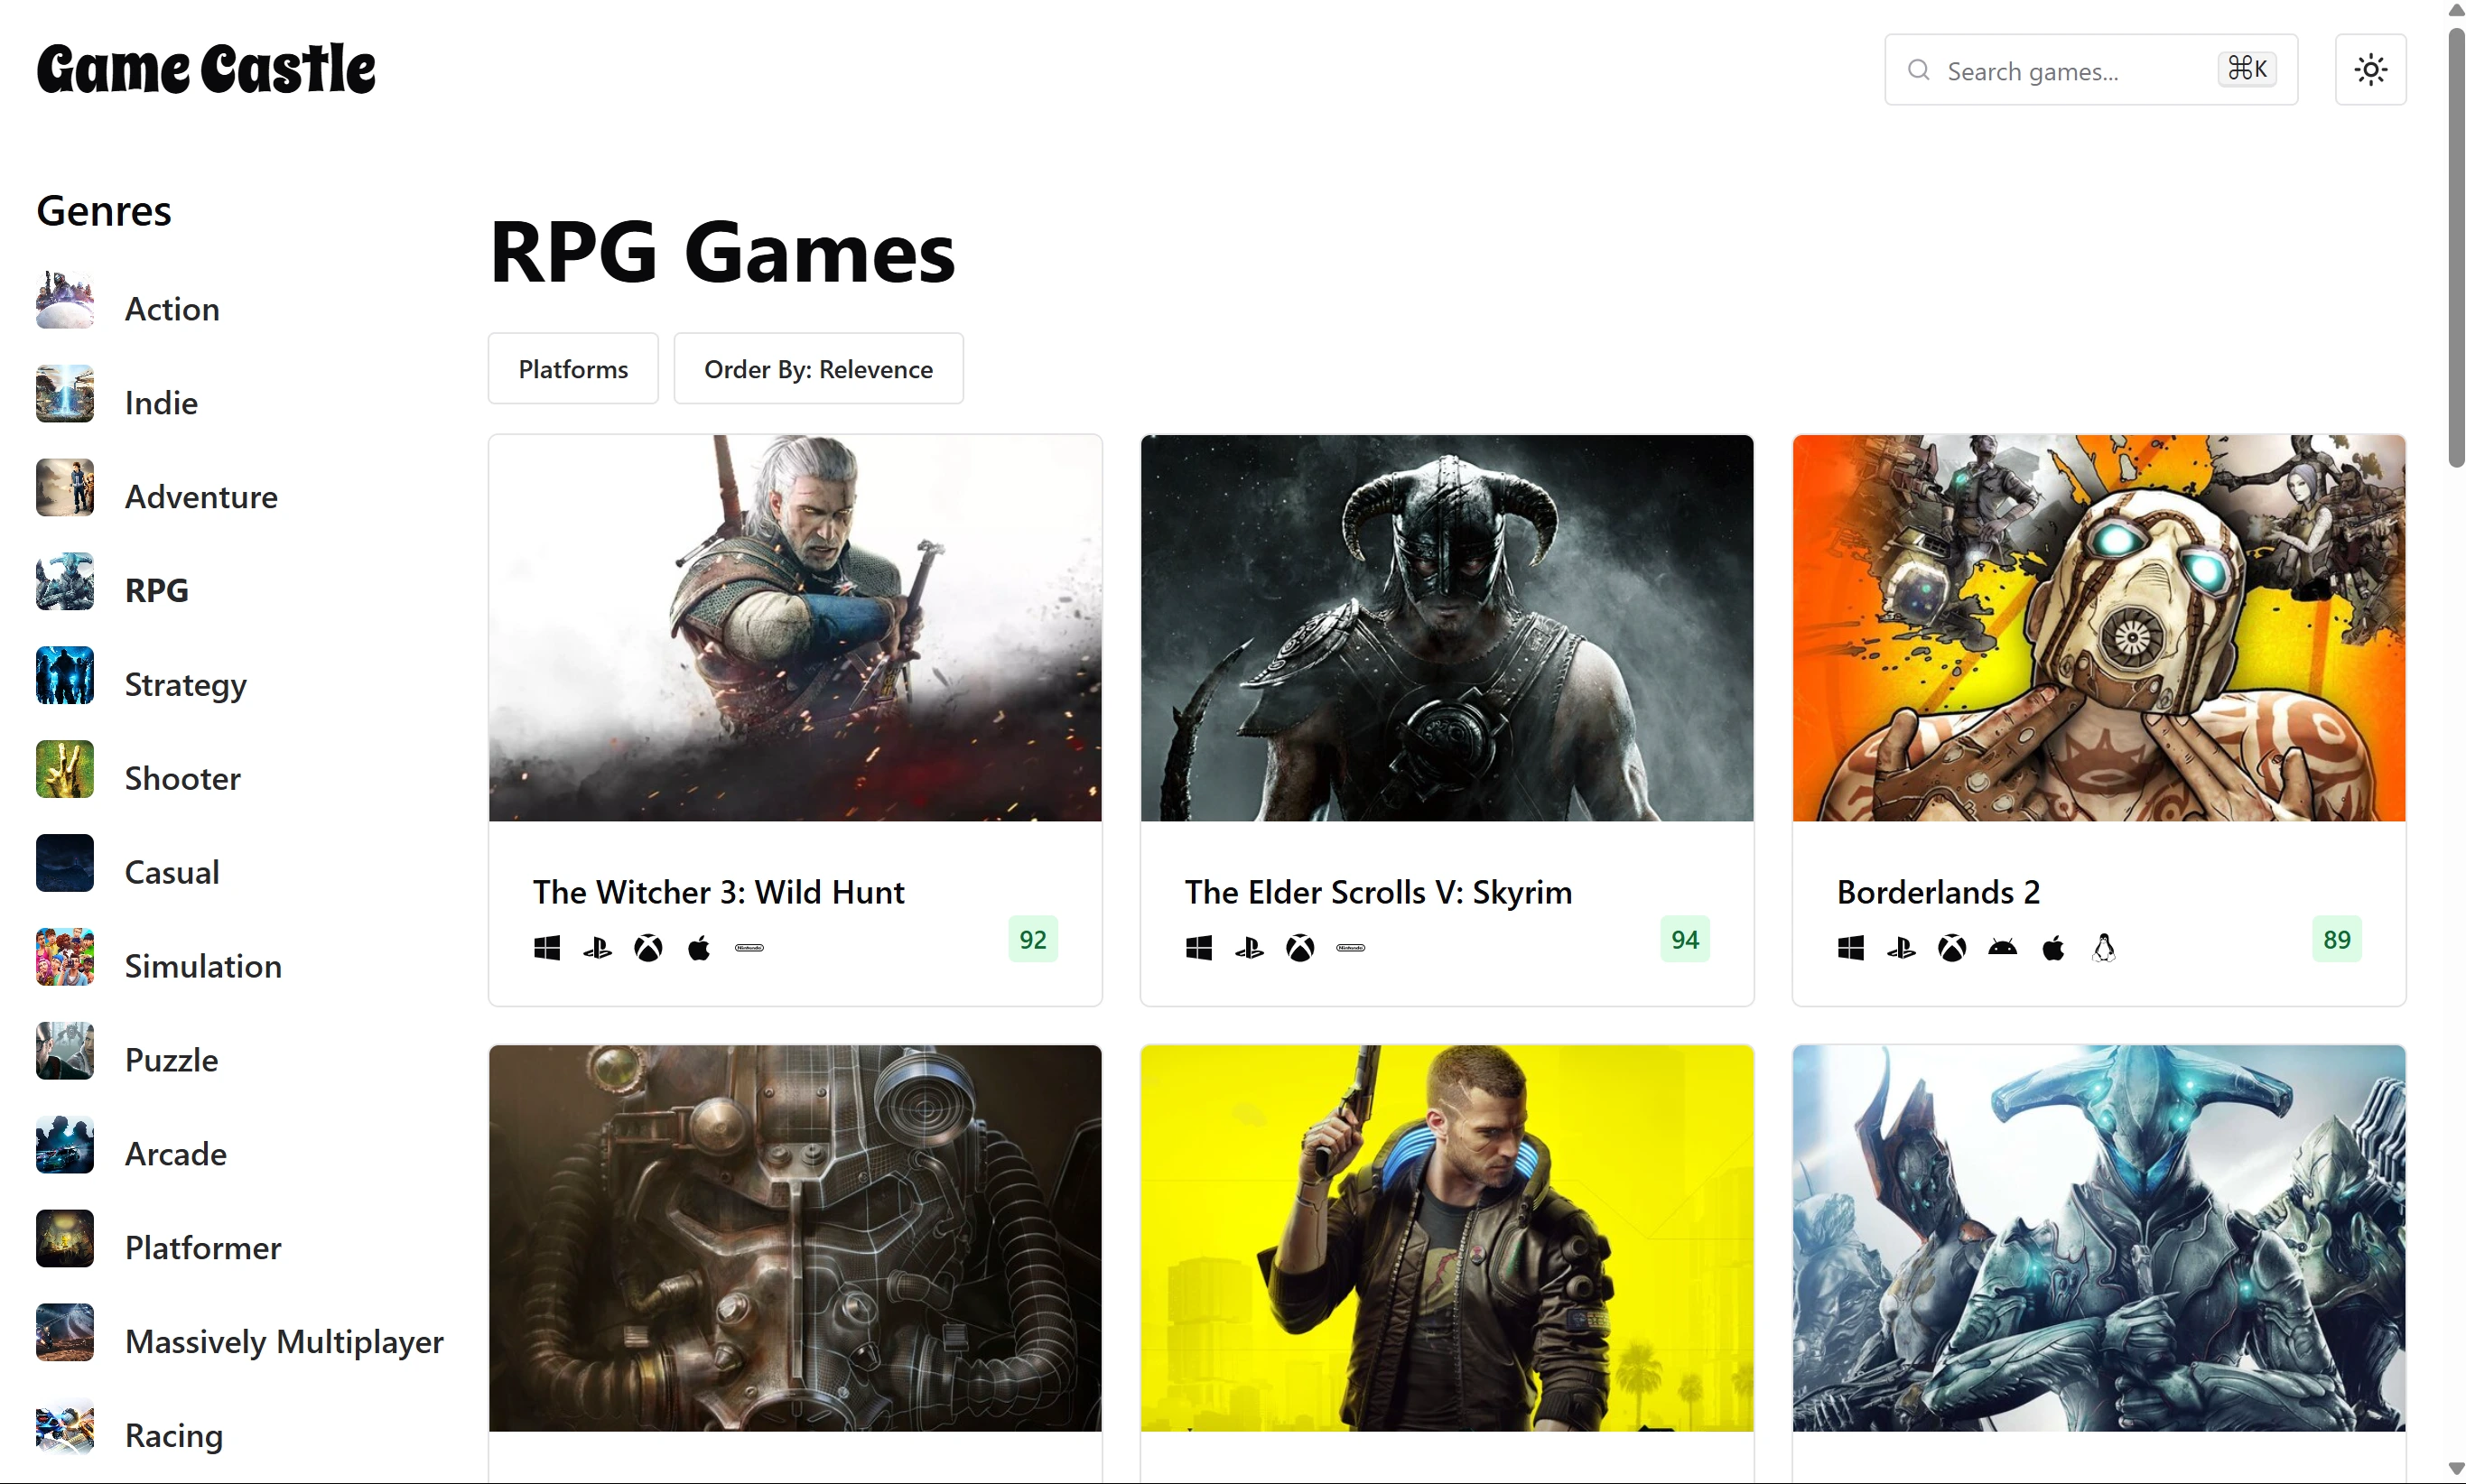 Game Castle
Search games...
⌘K
Genres
Action
Indie
Adventure
RPG
Strategy
Shooter
Casual
Simulation
Puzzle
Arcade
Platformer
Massively Multiplayer
Racing
RPG Games
Platforms
Order By: Relevence
The Witcher 3: Wild Hunt
Nintendo
92
The Elder Scrolls V: Skyrim
Nintendo
94
Borderlands 2
89